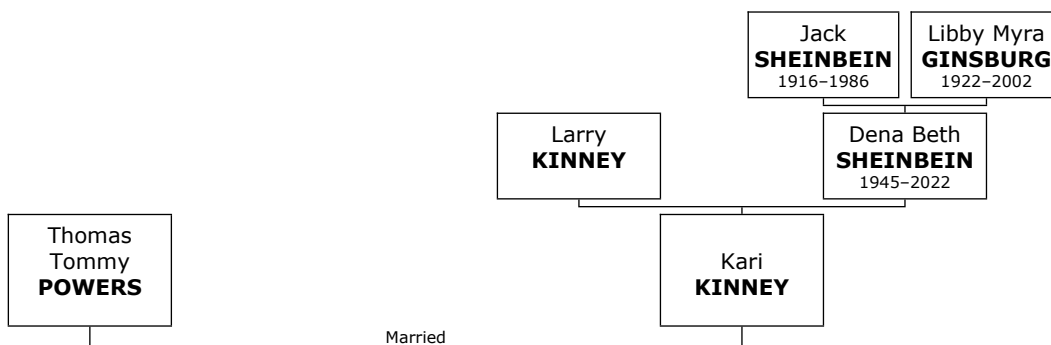 Jack
SHEINBEIN
1916–1986
Libby Myra
GINSBURG
1922–2002
Larry
KINNEY
Dena Beth
SHEINBEIN
1945–2022
Thomas
Tommy
POWERS
Kari
KINNEY
Married